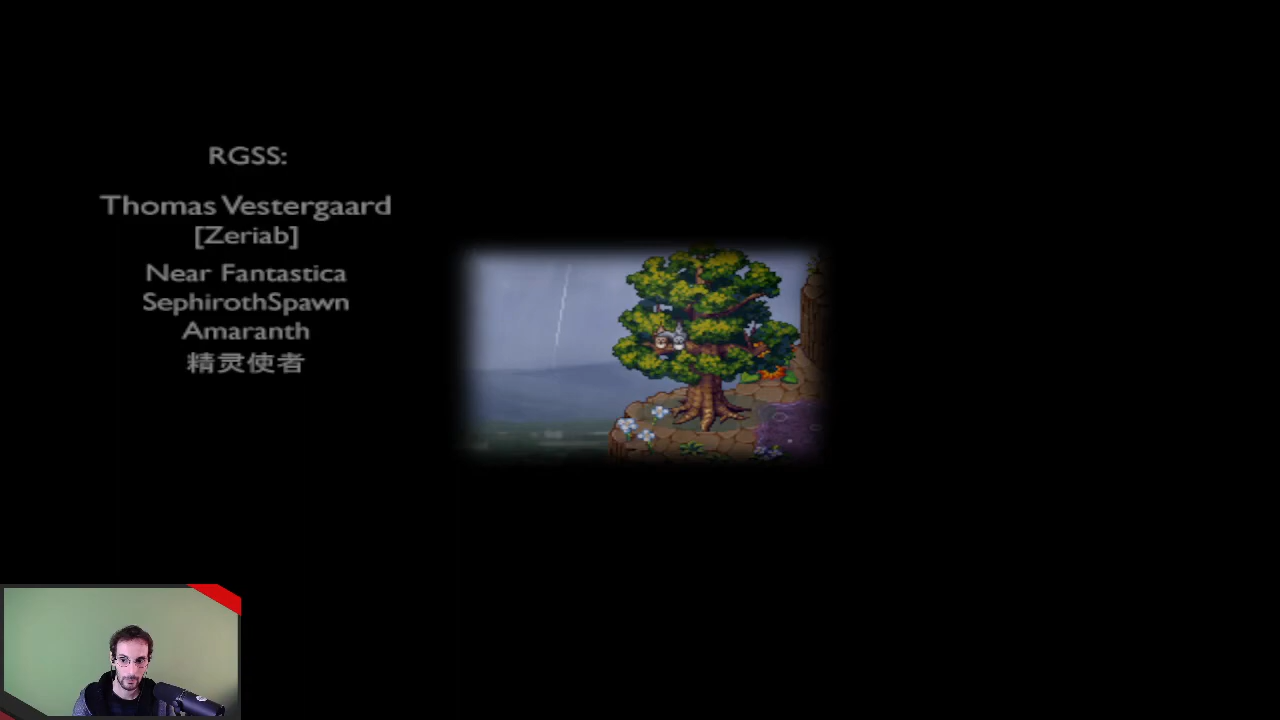 RGSS:
Thomas Vestergaard
[Zeriab]
Near Fantastica
SephirothSpawn
Amaranth
精灵使者